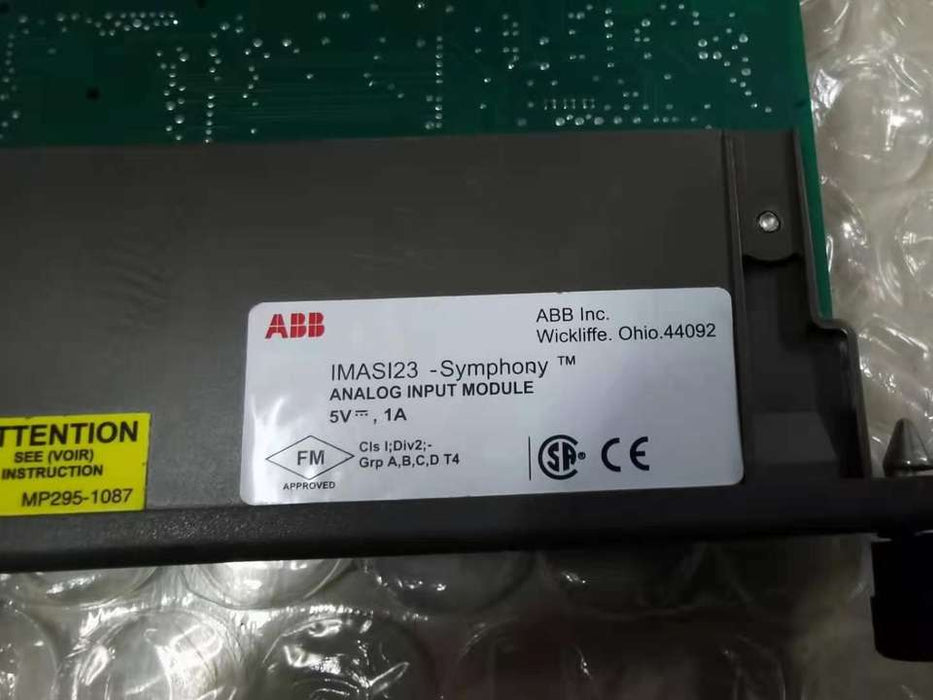 ABB
ABB Inc.
Wickliffe. Ohio.44092
IMASI23 -Symphony ™
ANALOG INPUT MODULE
5V⎓, 1A
FM
APPROVED
Cls I;Div2;-
Grp A,B,C,D T4
SA®
CE
TTENTION
SEE (VOIR)
INSTRUCTION
MP295-1087